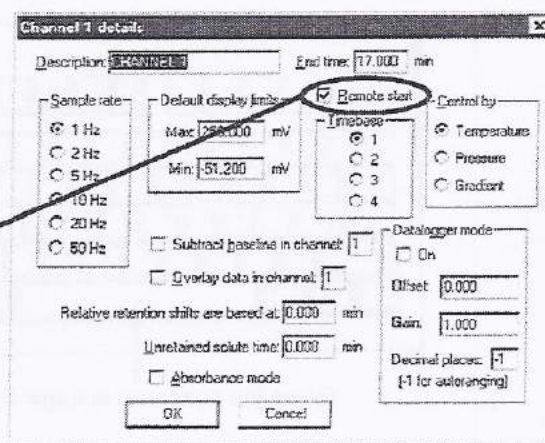 Channel 1 details
Description: CHANNEL 1
End time: 17.000 min
Sample rate
1 Hz
2 Hz
5 Hz
10 Hz
20 Hz
50 Hz
Default display limits
Max: mV
Min: -51.200 mV
Remote start
Timebase
1
2
3
4
Control by
Temperature
Pressure
Gradient
Subtract baseline in channel: 1
Overlay data in channel: 1
Relative retention shifts are based at: 0.000 min
Unretained solute time: 0.000 min
Absorbance mode
Datalogger mode
On
Offset: 0.000
Gain: 1.000
Decimal places: -1
(-1 for autoranging)
OK Cancel